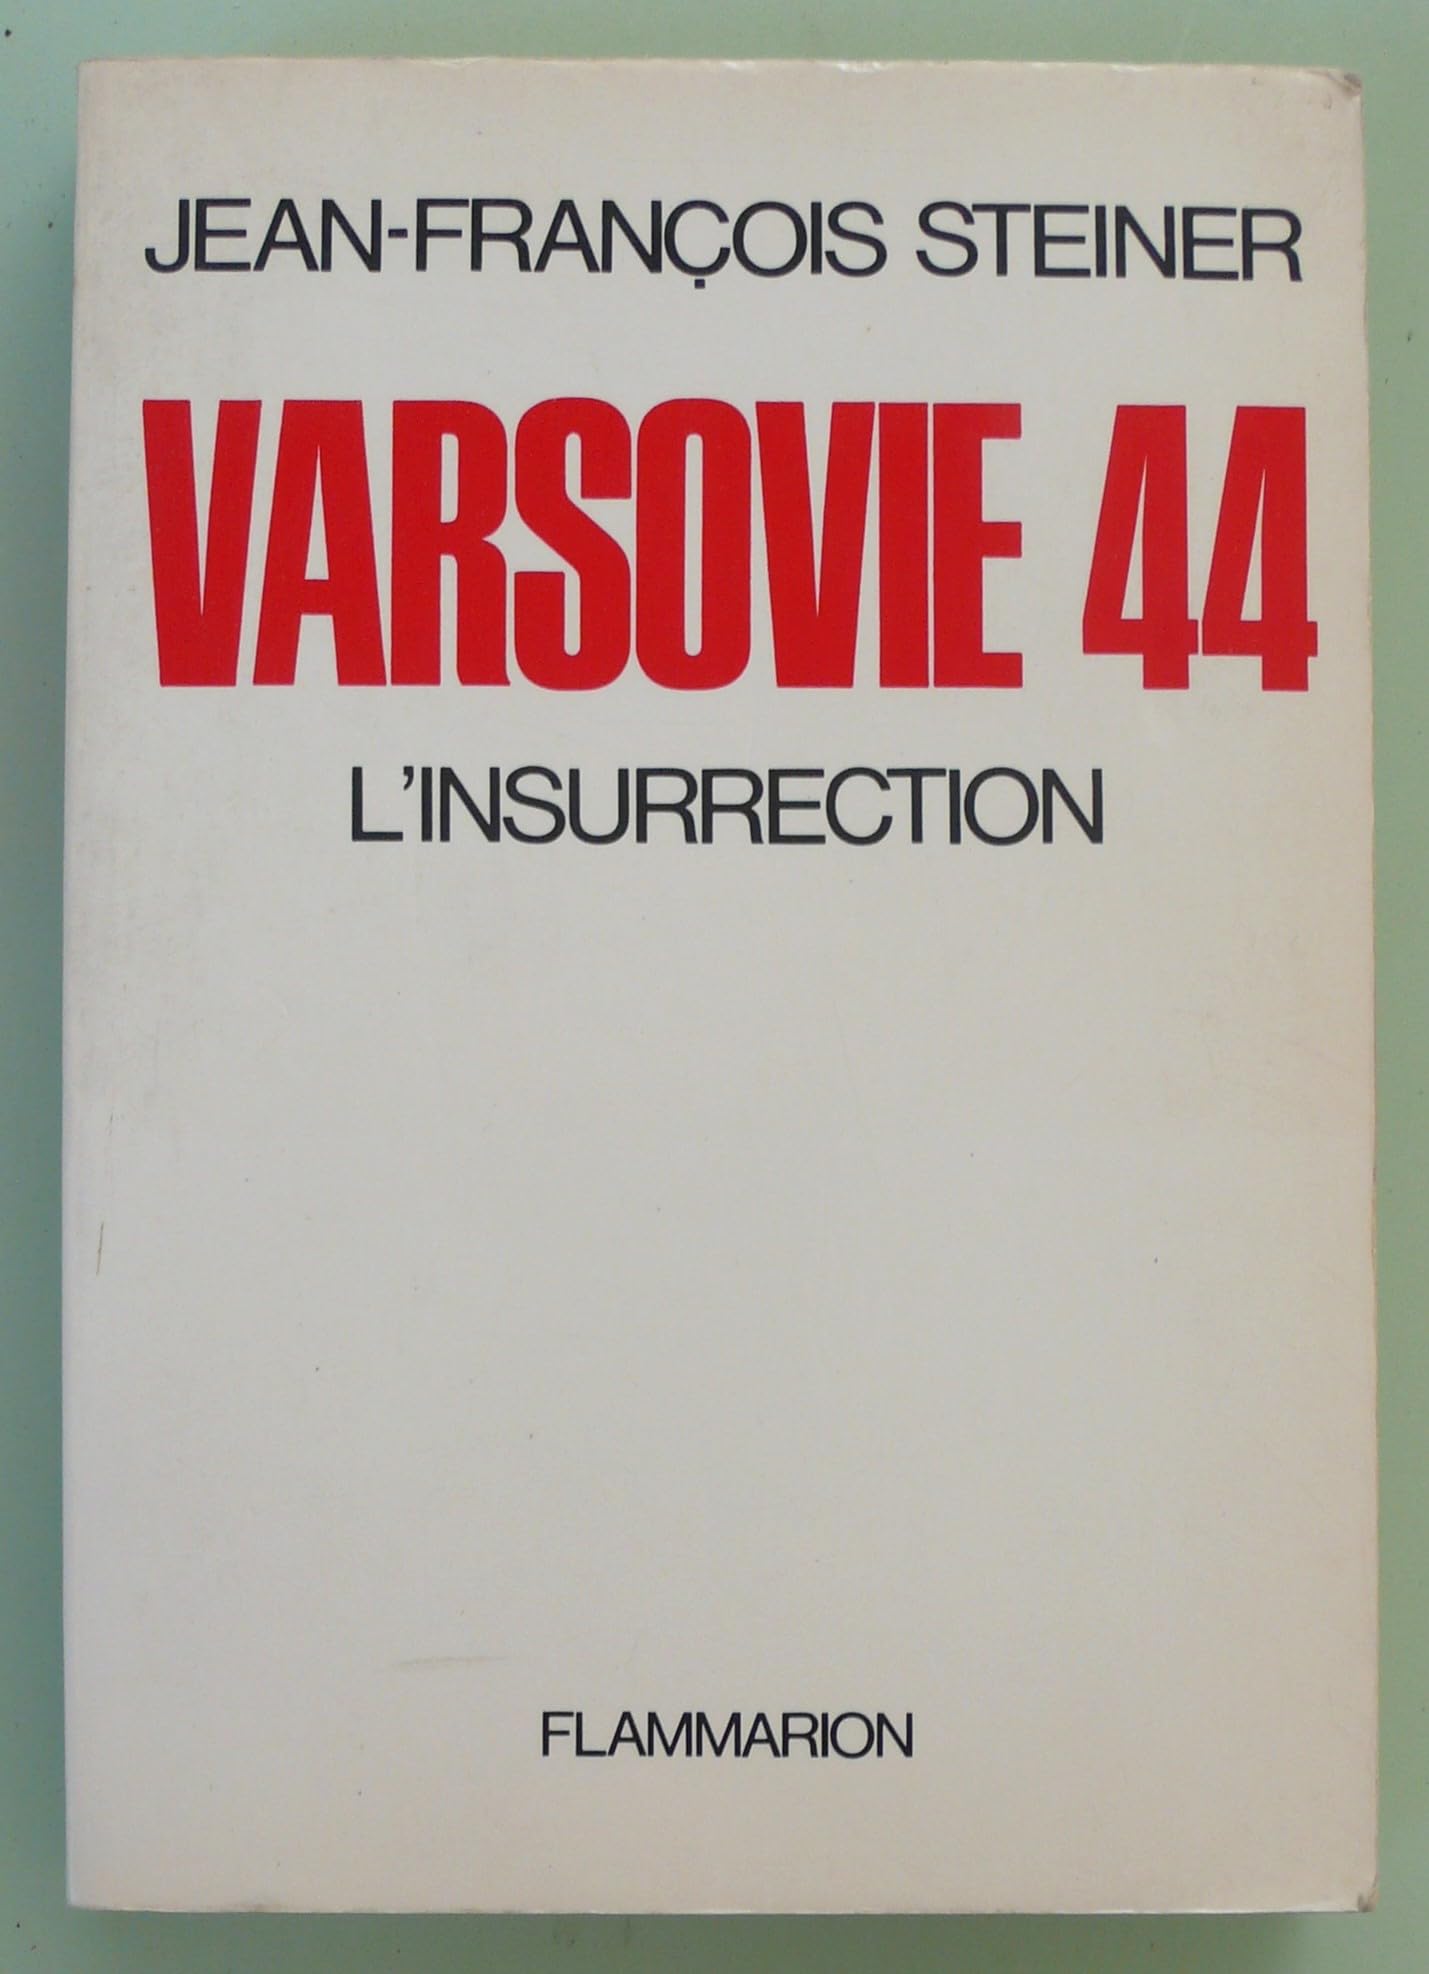 JEAN-FRANÇOIS STEINER
VARSOVIE 44
L'INSURRECTION
FLAMMARION